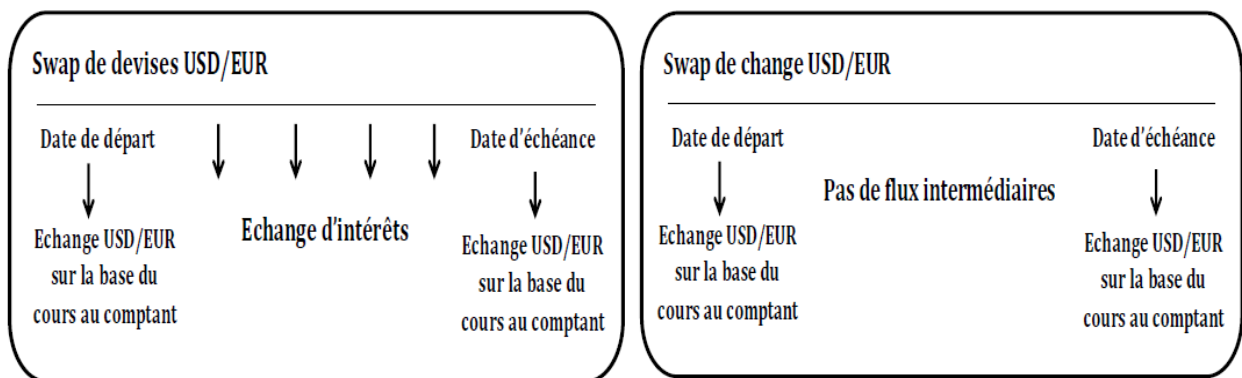 Swap de devises USD/EUR
Date de départ
Date d'échéance
Echange d'intérêts
Echange USD/EUR
sur la base du
cours au comptant
Echange USD/EUR
sur la base du
cours au comptant
Swap de change USD/EUR
Date de départ
Date d'échéance
Pas de flux intermédiaires
Echange USD/EUR
sur la base du
cours au comptant
Echange USD/EUR
sur la base du
cours au comptant